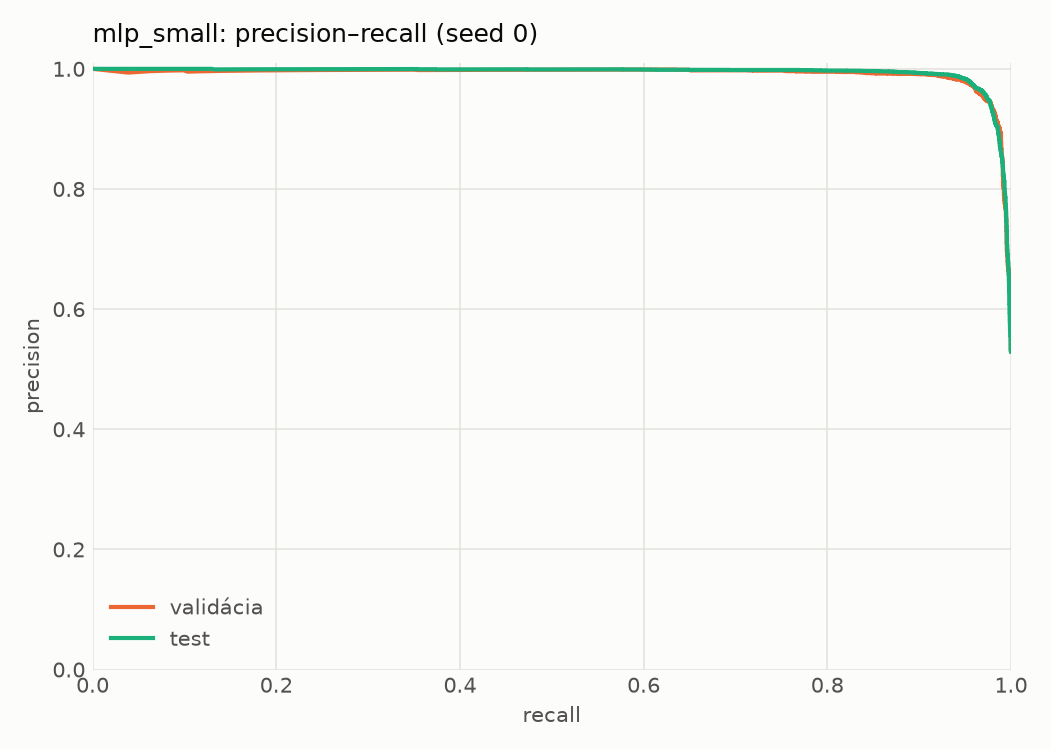 mlp_small: precision–recall (seed 0)
1.0
0.8
0.6
0.4
0.2
0.0
precision
validácia
test
0.0 0.2 0.4 0.6 0.8 1.0
recall